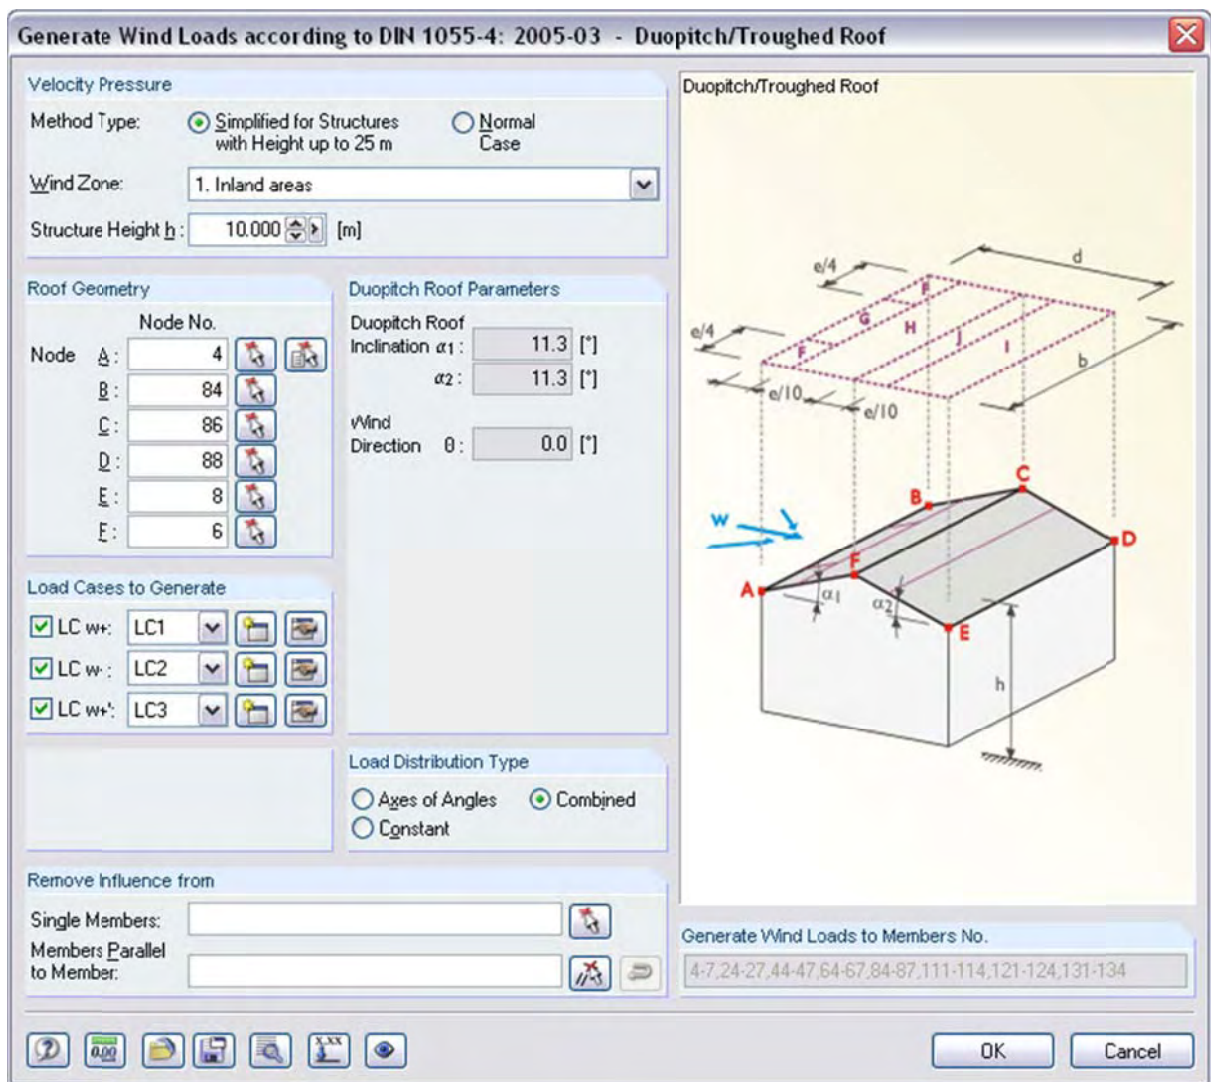 Generate Wind Loads according to DIN 1055-4: 2005-03 - Duopitch/Troughed Roof
Velocity Pressure
Method Type:
Simplified for Structures
with Height up to 25 m
Normal
Case
Wind Zone:
1. Inland areas
Structure Height h :
10.000
[m]
Roof Geometry
Node No.
Node A :
4
B :
84
C :
86
D :
88
E :
8
F :
6
Duopitch Roof Parameters
Duopitch Roof
Inclination α1 :
11.3 [°]
α2 :
11.3 [°]
Wind
Direction θ :
0.0 [°]
Load Cases to Generate
LC w+: LC1
LC w- : LC2
LC w+': LC3
Load Distribution Type
Axes of Angles
Combined
Constant
Remove Influence from
Single Members:
Members Parallel
to Member:
Duopitch/Troughed Roof
e/4
d
F
G
H
e/4
J
I
F
b
e/10
e/10
C
B
W
D
F
A
α1
α2
E
h
Generate Wind Loads to Members No.
4-7,24-27,44-47,64-67,84-87,111-114,121-124,131-134
0.00
X.XX
OK
Cancel